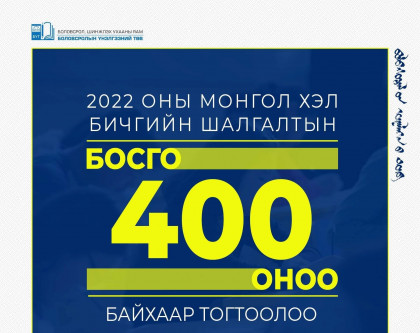 БОЛОВСРОЛ, ШИНЖЛЭХ УХААНЫ ЯАМ
БОЛОВСРОЛЫН ҮНЭЛГЭЭНИЙ ТӨВ
2022 ОНЫ МОНГОЛ ХЭЛ
БИЧГИЙН ШАЛГАЛТЫН
БОСГО
400
ОНОО
БАЙХААР ТОГТООЛОО